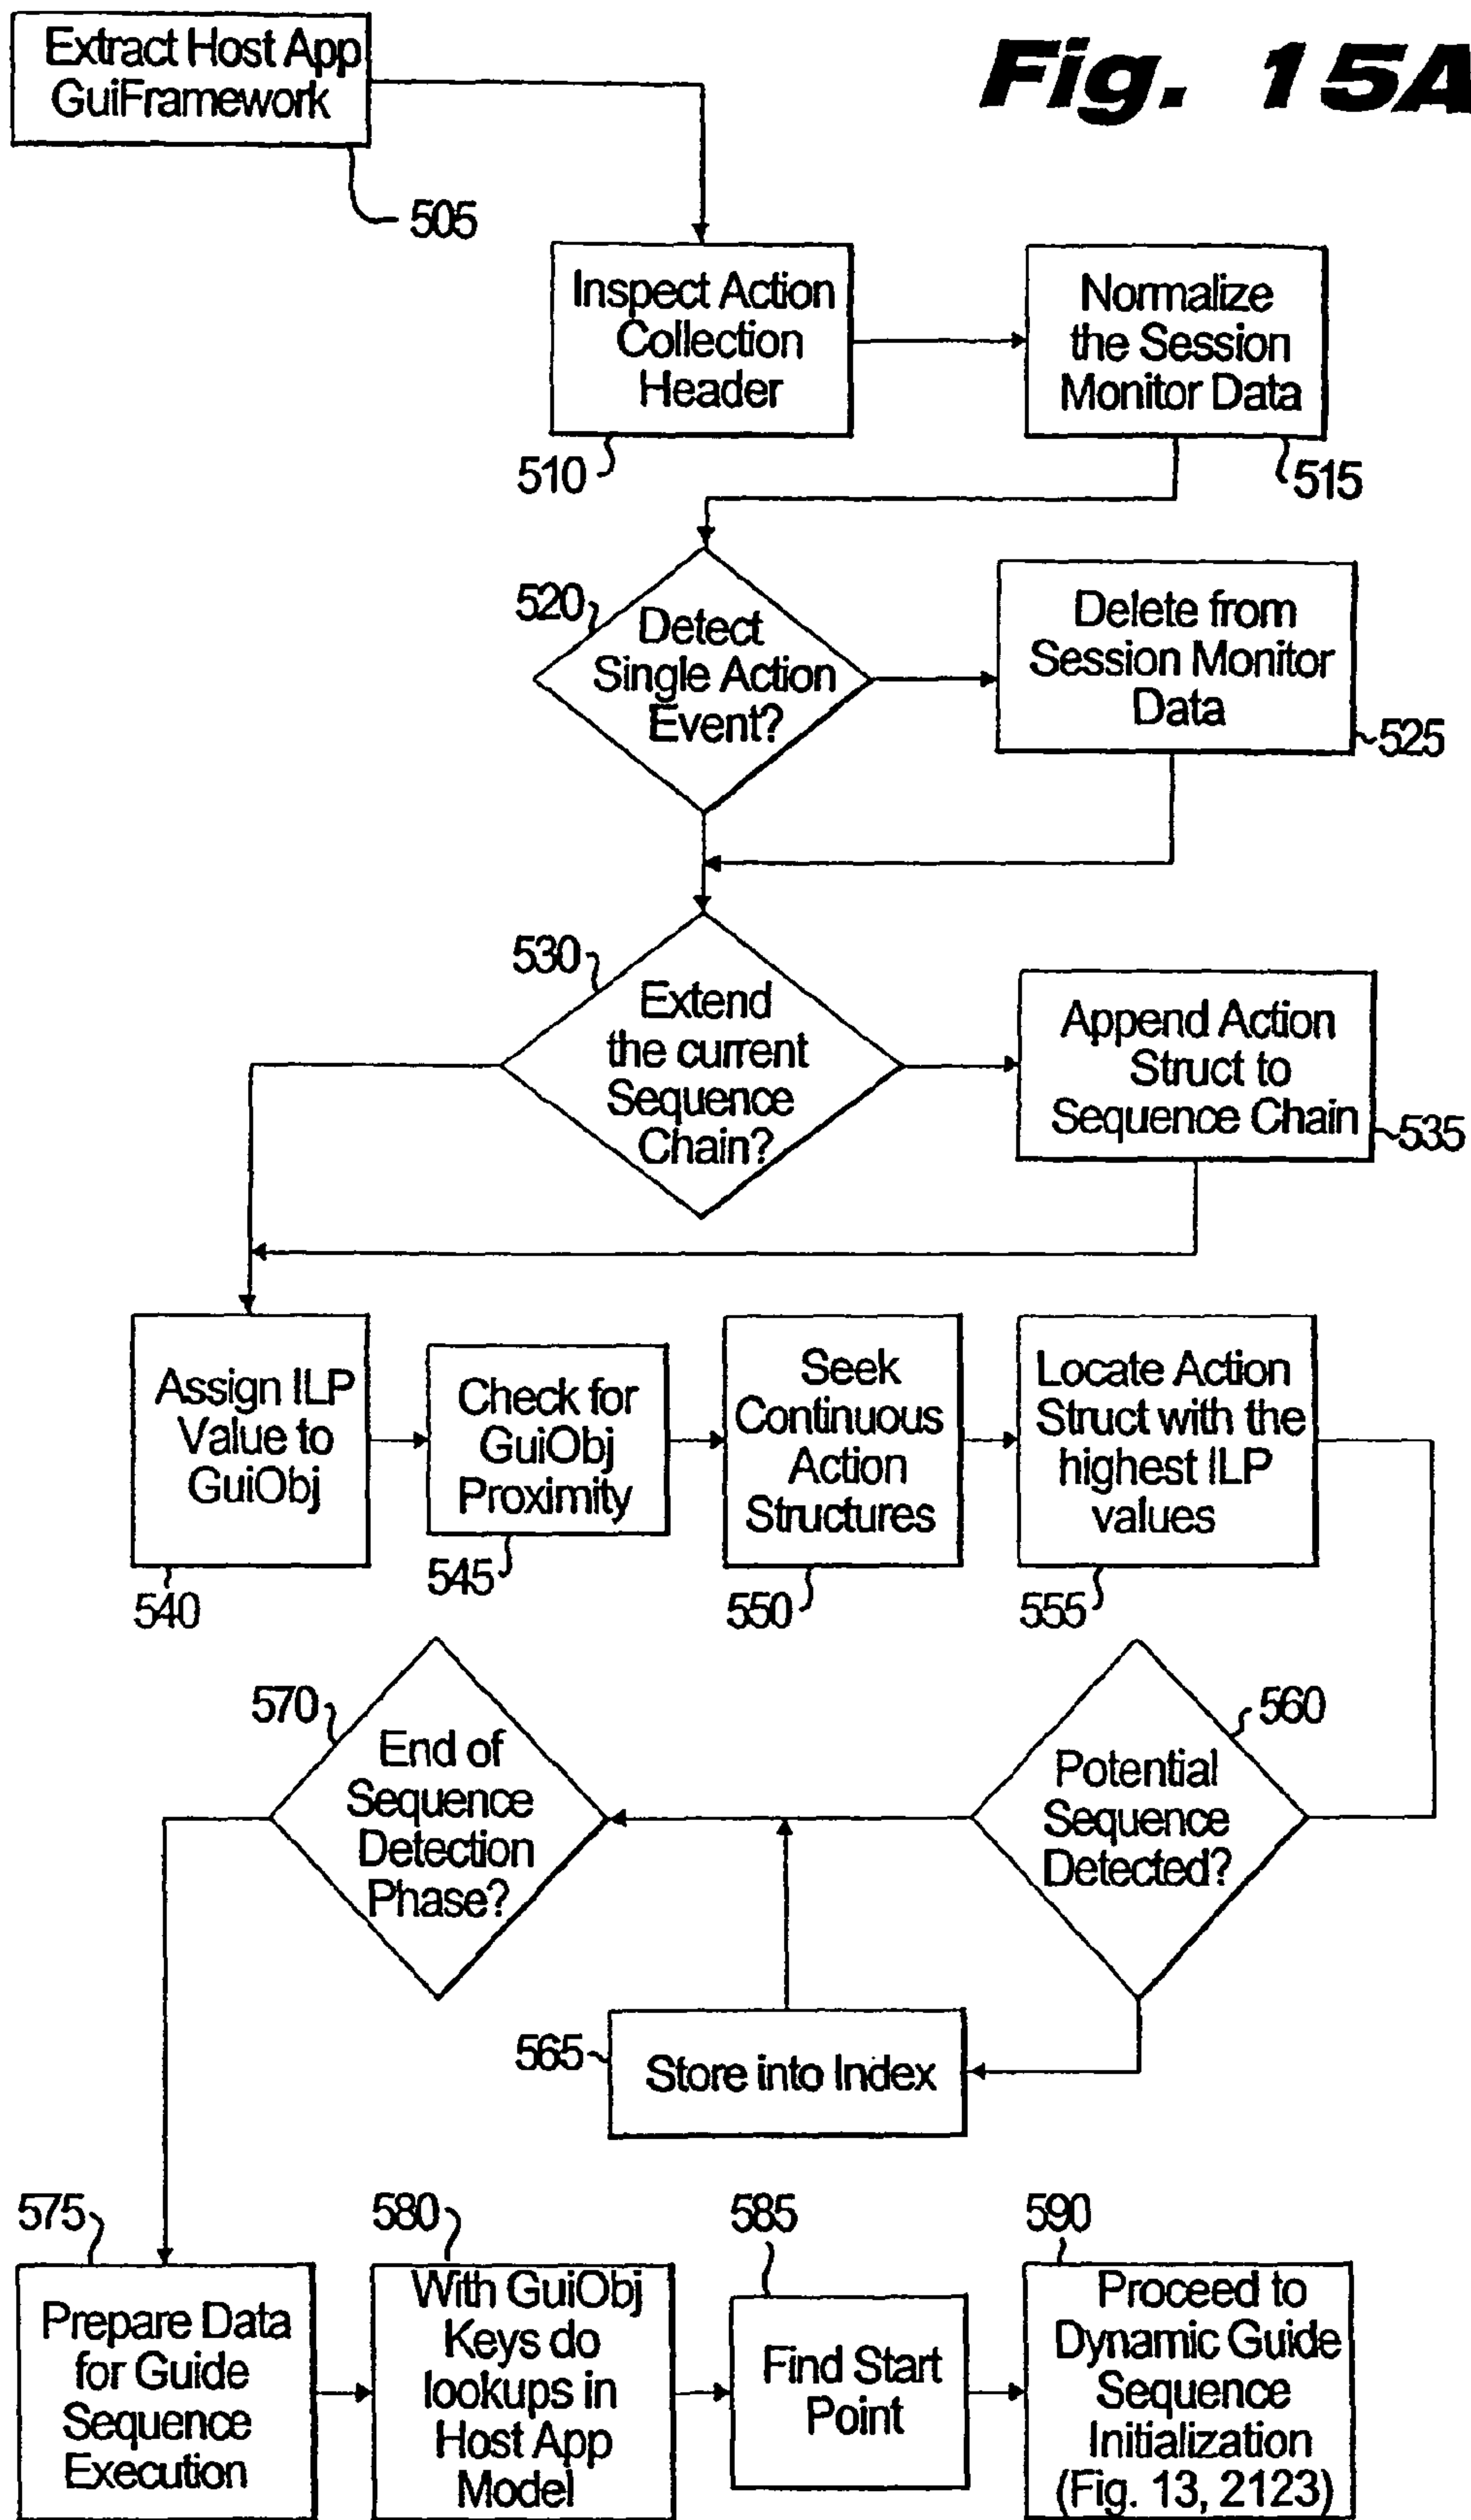 Fig. 15A
Extract Host App
GuiFramework
505
Inspect Action
Collection
Header
510
Normalize
the Session
Monitor Data
515
520
Detect
Single Action
Event?
Delete from
Session Monitor
Data
525
530
Extend
the current
Sequence
Chain?
Append Action
Struct to
Sequence Chain
535
Assign ILP
Value to
GuiObj
540
Check for
GuiObj
Proximity
545
Seek
Continuous
Action
Structures
550
Locate Action
Struct with the
highest ILP
values
555
560
Potential
Sequence
Detected?
570
End of
Sequence
Detection
Phase?
565
Store into Index
575
Prepare Data
for Guide
Sequence
Execution
580
With GuiObj
Keys do
lookups in
Host App
Model
585
Find Start
Point
590
Proceed to
Dynamic Guide
Sequence
Initialization
(Fig. 13, 2123)